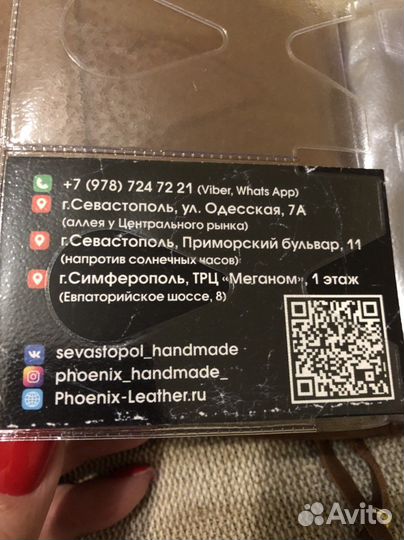 +7 (978) 724 72 21 (Viber, Whats App)
г.Севастополь, ул. Одесская, 7А
(аллея у Центрального рынка)
г.Севастополь, Приморский бульвар, 11
(напротив солнечных часов)
г.Симферополь, ТРЦ «Меганом», 1 этаж
(Евпаторийское шоссе, 8)
sevastopol_handmade
phoenix_handmade_
Phoenix-Leather.ru
Avito